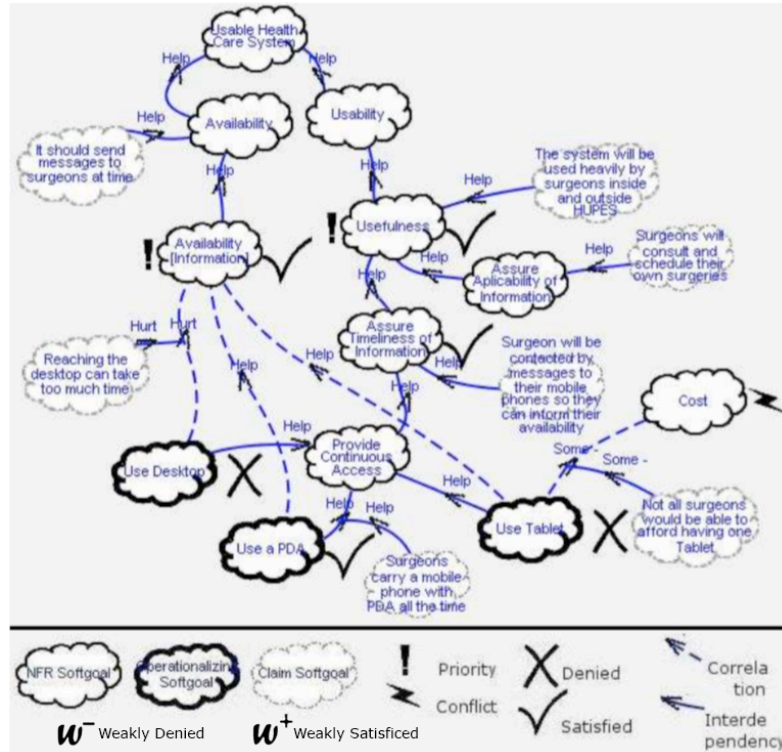 Usable Health
Care System
Help
Help
Help
Availability
Usability
It should send
messages to
surgeons at time
Help
Help
Help
The system will be
used heavily by
surgeons inside
and outside
HUPES
!
Availability
[Information]
!
Usefulness
Help
Help
Surgeons will
consult and
schedule their
own surgeries
Assure
Aplicability of
Information
Help
Hurt
Hurt
Assure
Timeliness of
Information
Reaching the
desktop can take
too much time
Help
Help
Help
Surgeon will be
contacted by
messages to
their mobile
phones so they
can inform their
availability
Cost
Help
Help
Use Desktop
Provide
Continuous
Access
Some -
Some -
Help
Help
Help
Use a PDA
Use Tablet
Not all surgeons
would be able to
afford having one
Tablet
Surgeons
carry a mobile
phone with
PDA all the time
NFR Softgoal
Operationalizing
Softgoal
Claim Softgoal
! Priority
Conflict
Denied
Satisfied
Correla
tion
Interde
pendency
w- Weakly Denied
w+ Weakly Satisficed